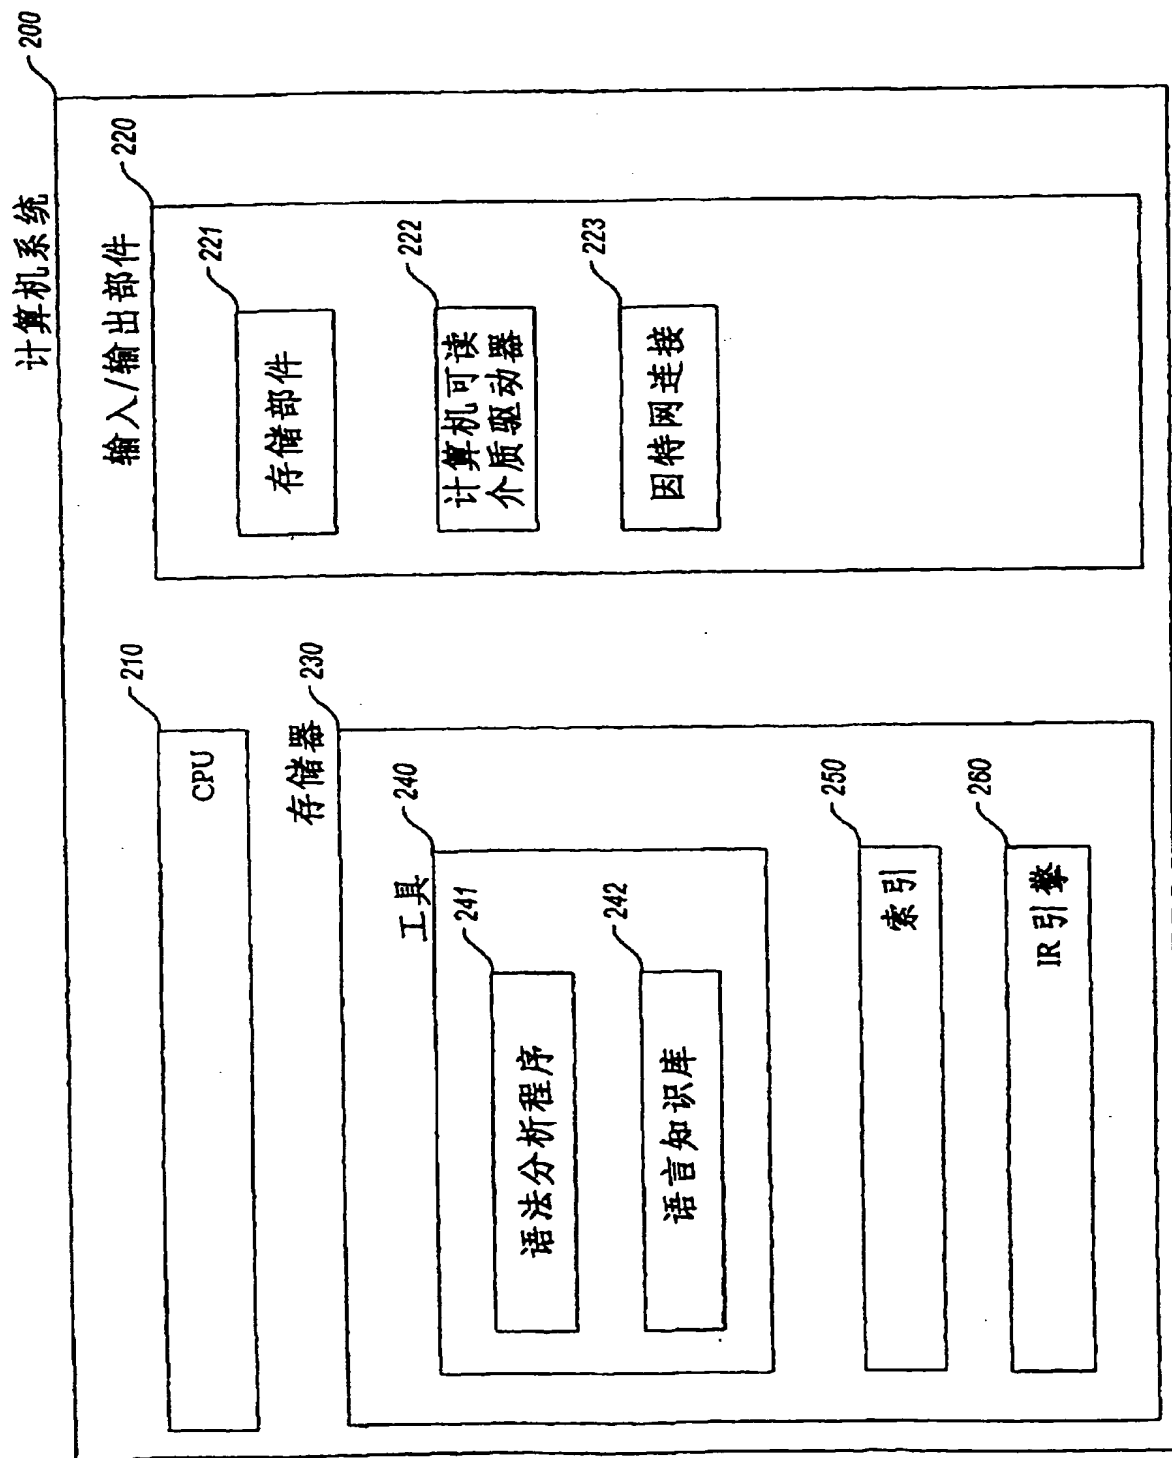 计算机系统
200
CPU
210
存储器
230
工具
240
语法分析程序
241
语言知识库
242
索引
250
IR 引擎
260
输入/输出部件
220
存储部件
221
计算机可读
介质驱动器
222
因特网连接
223